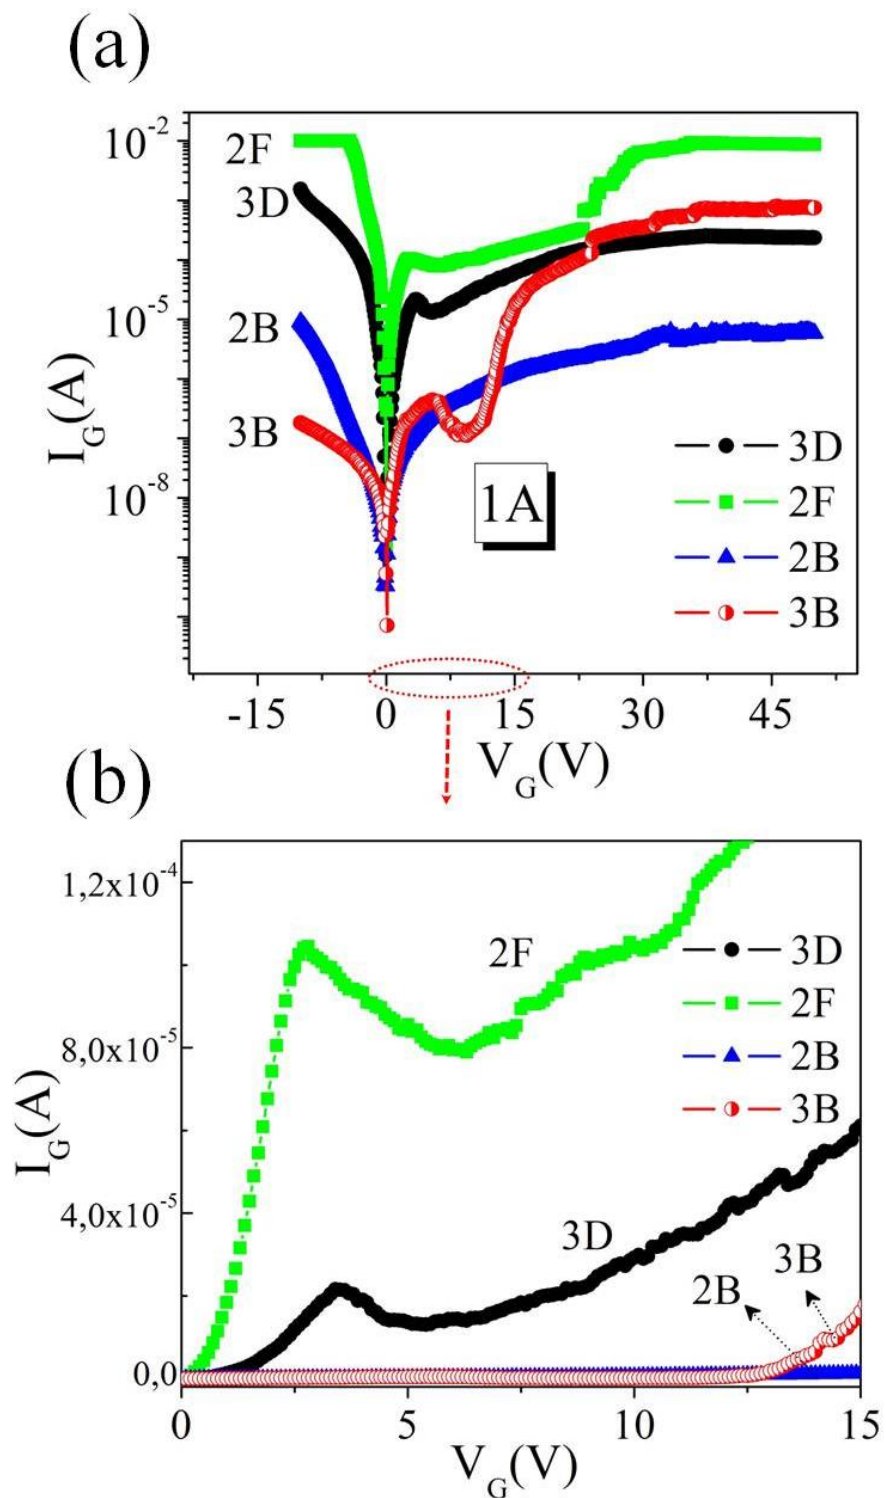 (a)
10⁻²
10⁻⁵
10⁻⁸
I_G(A)
2F
3D
2B
3B
1A
3D
2F
2B
3B
-15 0 15 30 45
V_G(V)
(b)
1,2x10⁻⁴
8,0x10⁻⁵
4,0x10⁻⁵
0,0
I_G(A)
2F
3D
2B
3B
3D
2F
2B
3B
0 5 10 15
V_G(V)